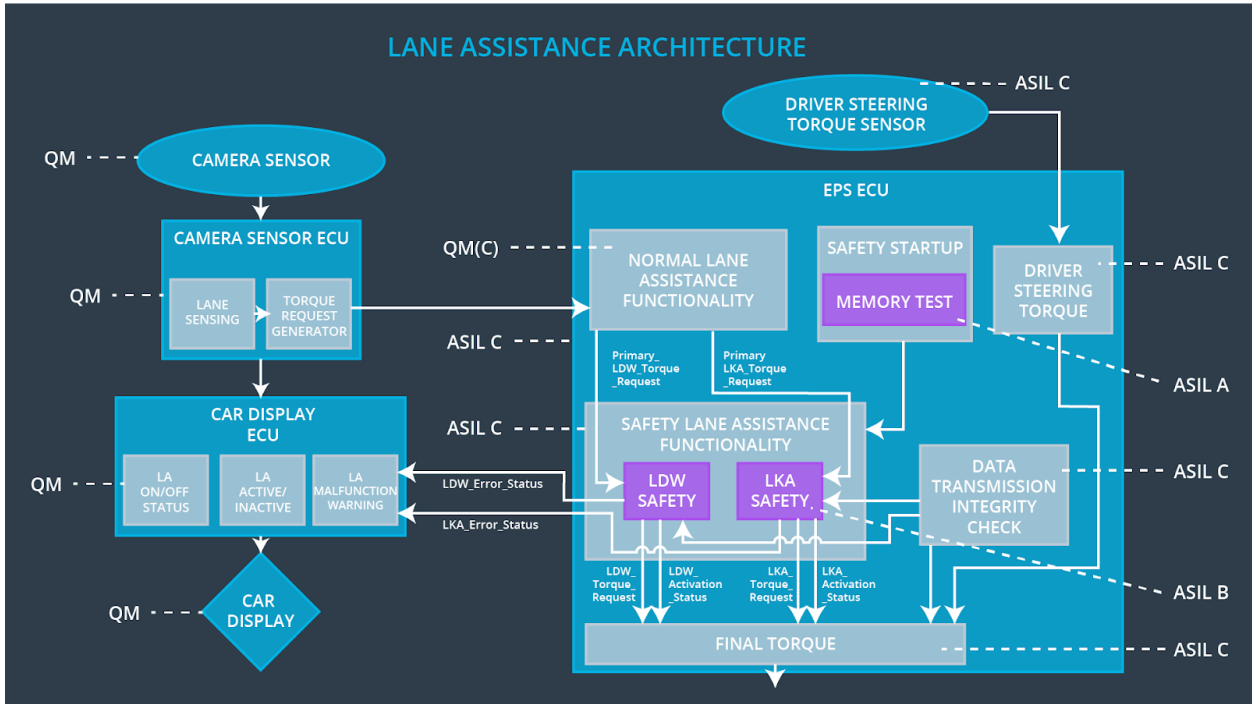 LANE ASSISTANCE ARCHITECTURE
ASIL C
DRIVER STEERING
TORQUE SENSOR
QM
CAMERA SENSOR
EPS ECU
CAMERA SENSOR ECU
QM(C)
NORMAL LANE
ASSISTANCE
FUNCTIONALITY
SAFETY STARTUP
MEMORY TEST
DRIVER
STEERING
TORQUE
ASIL C
QM
LANE
SENSING
TORQUE
REQUEST
GENERATOR
ASIL C
Primary_
LDW_Torque
_Request
Primary
LKA_Torque
_Request
ASIL A
CAR DISPLAY
ECU
ASIL C
SAFETY LANE ASSISTANCE
FUNCTIONALITY
QM
LA
ON/OFF
STATUS
LA
ACTIVE/
INACTIVE
LA
MALFUNCTION
WARNING
LDW_Error_Status
LKA_Error_Status
LDW
SAFETY
LKA
SAFETY
DATA
TRANSMISSION
INTEGRITY
CHECK
ASIL C
LDW_
Torque_
Request
LDW_
Activation
_Status
LKA_
Torque_
Request
LKA_
Activation
_Status
ASIL B
QM
CAR
DISPLAY
FINAL TORQUE
ASIL C